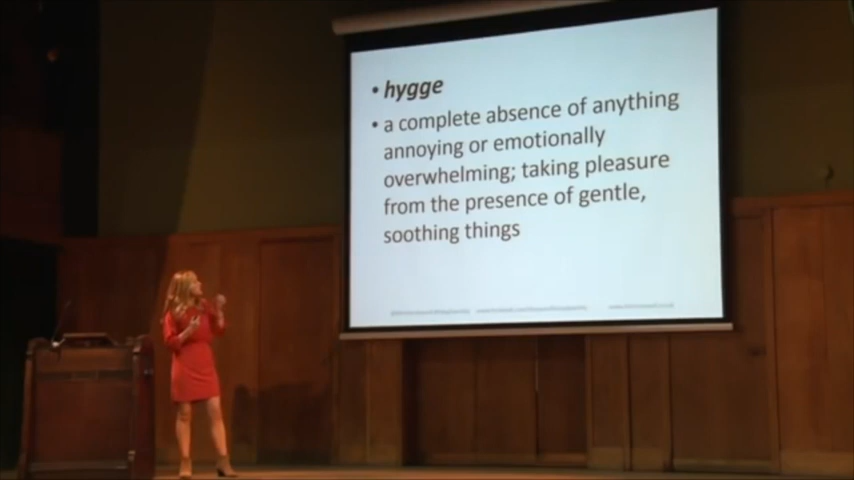 • hygge
• a complete absence of anything
annoying or emotionally
overwhelming; taking pleasure
from the presence of gentle,
soothing things